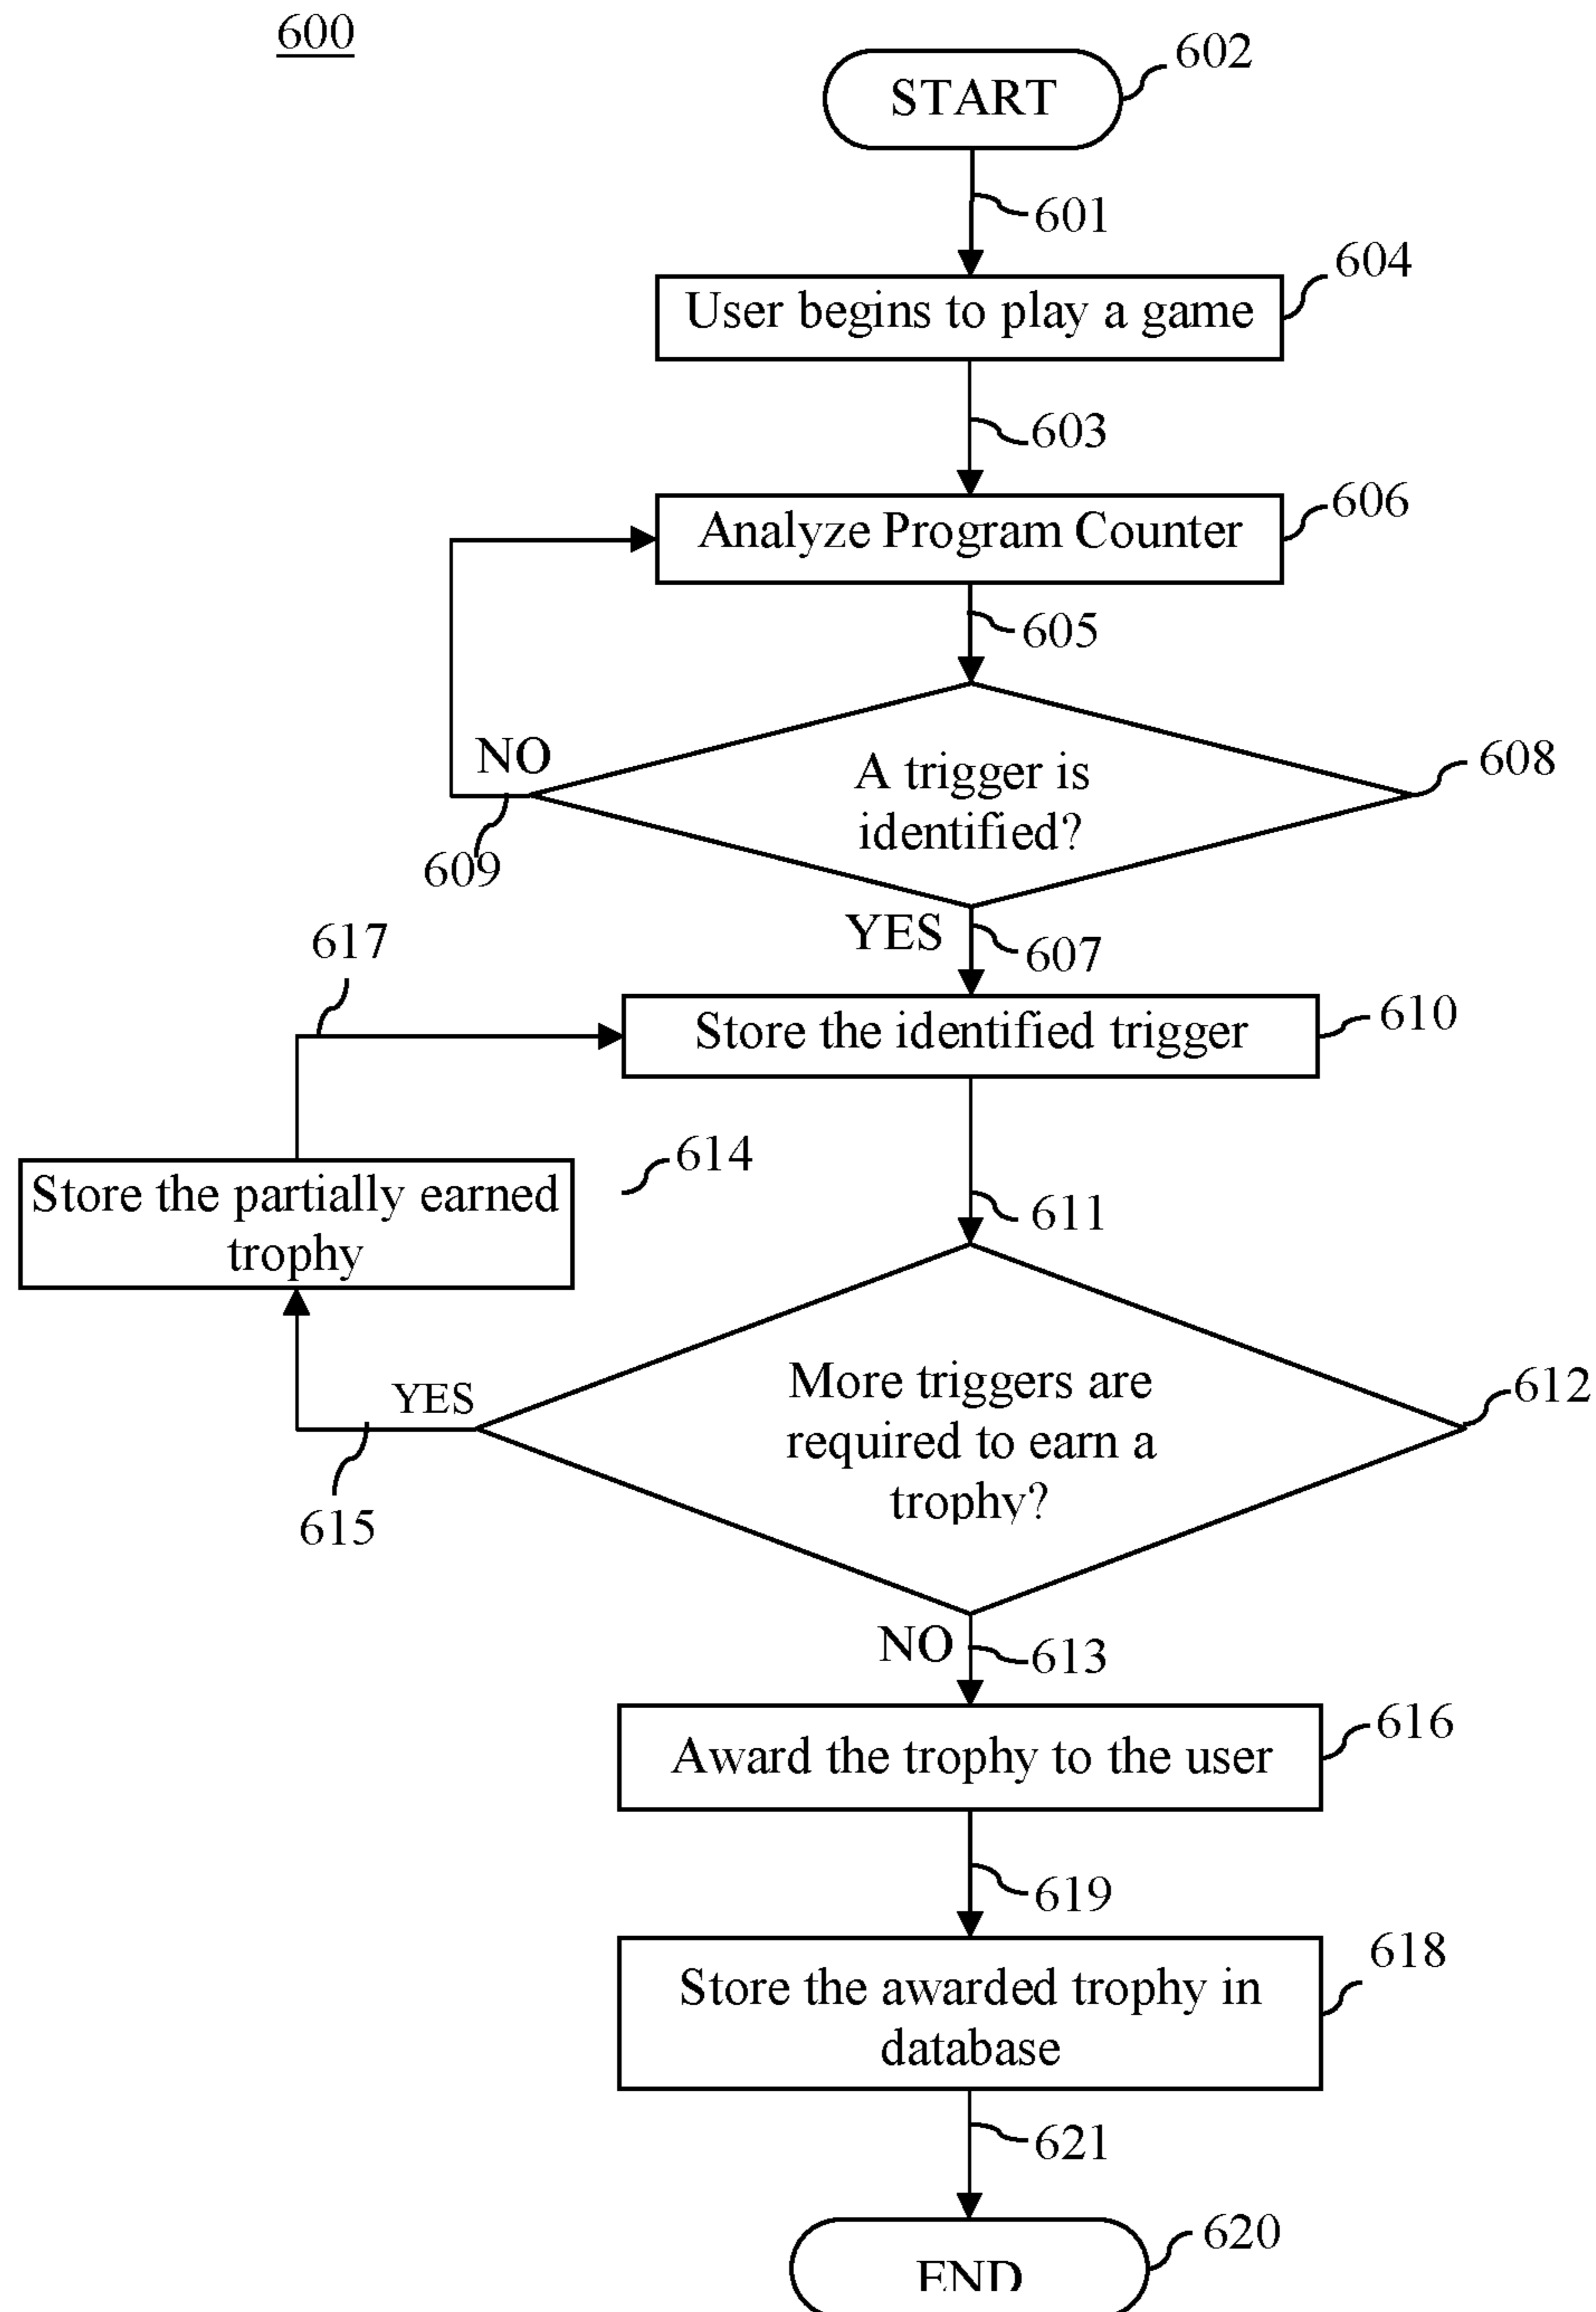 600
START
602
601
User begins to play a game
604
603
Analyze Program Counter
606
605
NO
A trigger is
identified?
608
609
YES
607
617
Store the identified trigger
610
Store the partially earned
trophy
614
611
YES
More triggers are
required to earn a
trophy?
612
615
NO
613
Award the trophy to the user
616
619
Store the awarded trophy in
database
618
621
END
620